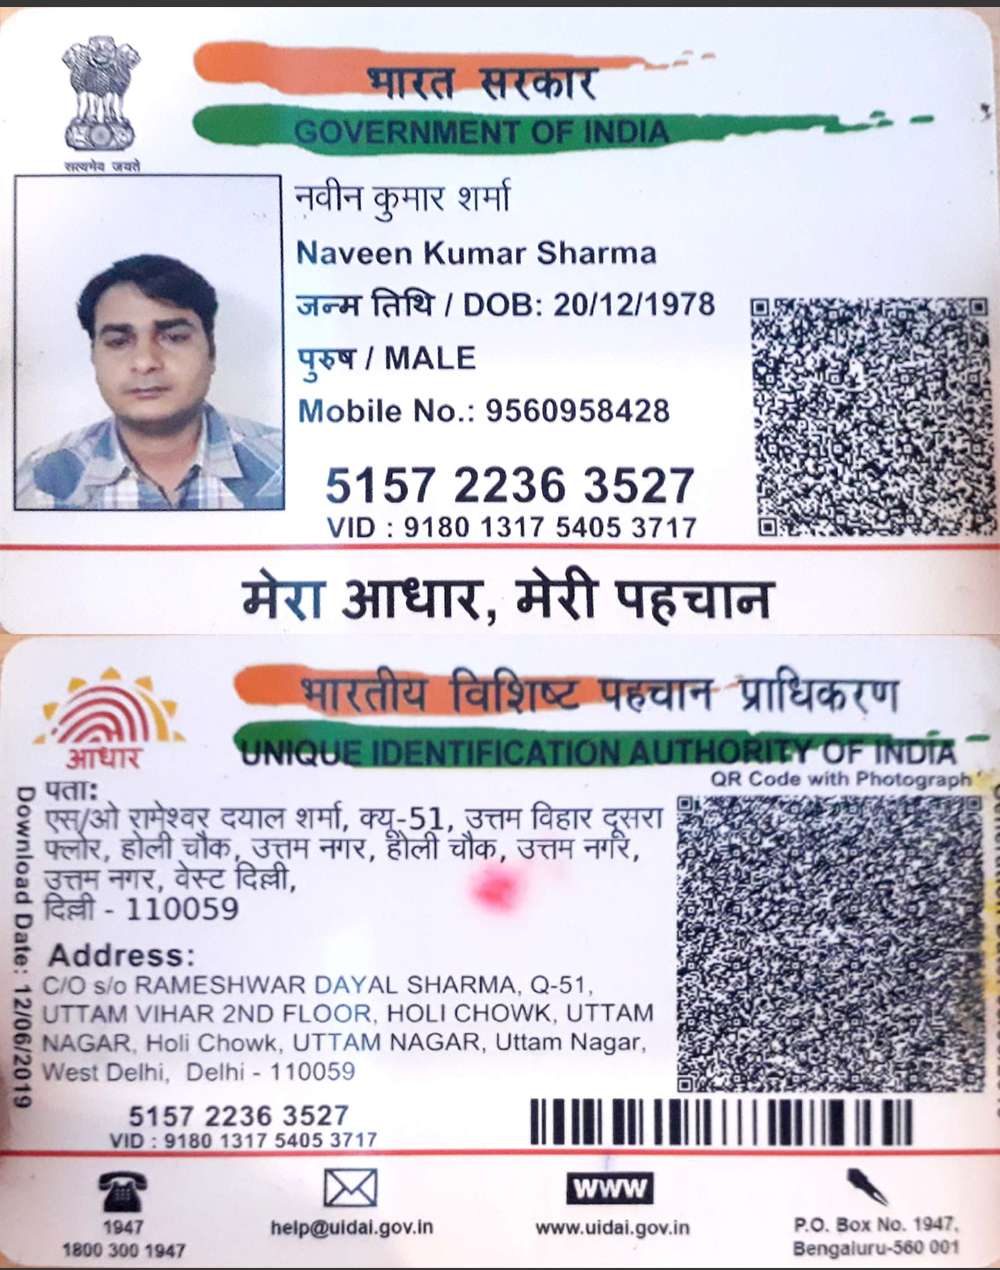 भारत सरकार
GOVERNMENT OF INDIA
सत्यमेव जयते
नवीन कुमार शर्मा
Naveen Kumar Sharma
जन्म तिथि / DOB: 20/12/1978
पुरुष / MALE
Mobile No.: 9560958428
5157 2236 3527
VID : 9180 1317 5405 3717
मेरा आधार, मेरी पहचान
भारतीय विशिष्ट पहचान प्राधिकरण
UNIQUE IDENTIFICATION AUTHORITY OF INDIA
आधार
QR Code with Photograph
Download Date: 12/06/2019
पता:
एस/ओ रामेश्वर दयाल शर्मा, क्यू-51, उत्तम विहार दूसरा
फ्लोर, होली चौक, उत्तम नगर, हौली चौक, उत्तम नगर,
उत्तम नगर, वेस्ट दिल्ली,
दिल्ली - 110059
Address:
C/O s/o RAMESHWAR DAYAL SHARMA, Q-51,
UTTAM VIHAR 2ND FLOOR, HOLI CHOWK, UTTAM
NAGAR, Holi Chowk, UTTAM NAGAR, Uttam Nagar,
West Delhi, Delhi - 110059
5157 2236 3527
VID : 9180 1317 5405 3717
1947
1800 300 1947
help@uidai.gov.in
www
www.uidai.gov.in
P.O. Box No. 1947,
Bengaluru-560 001